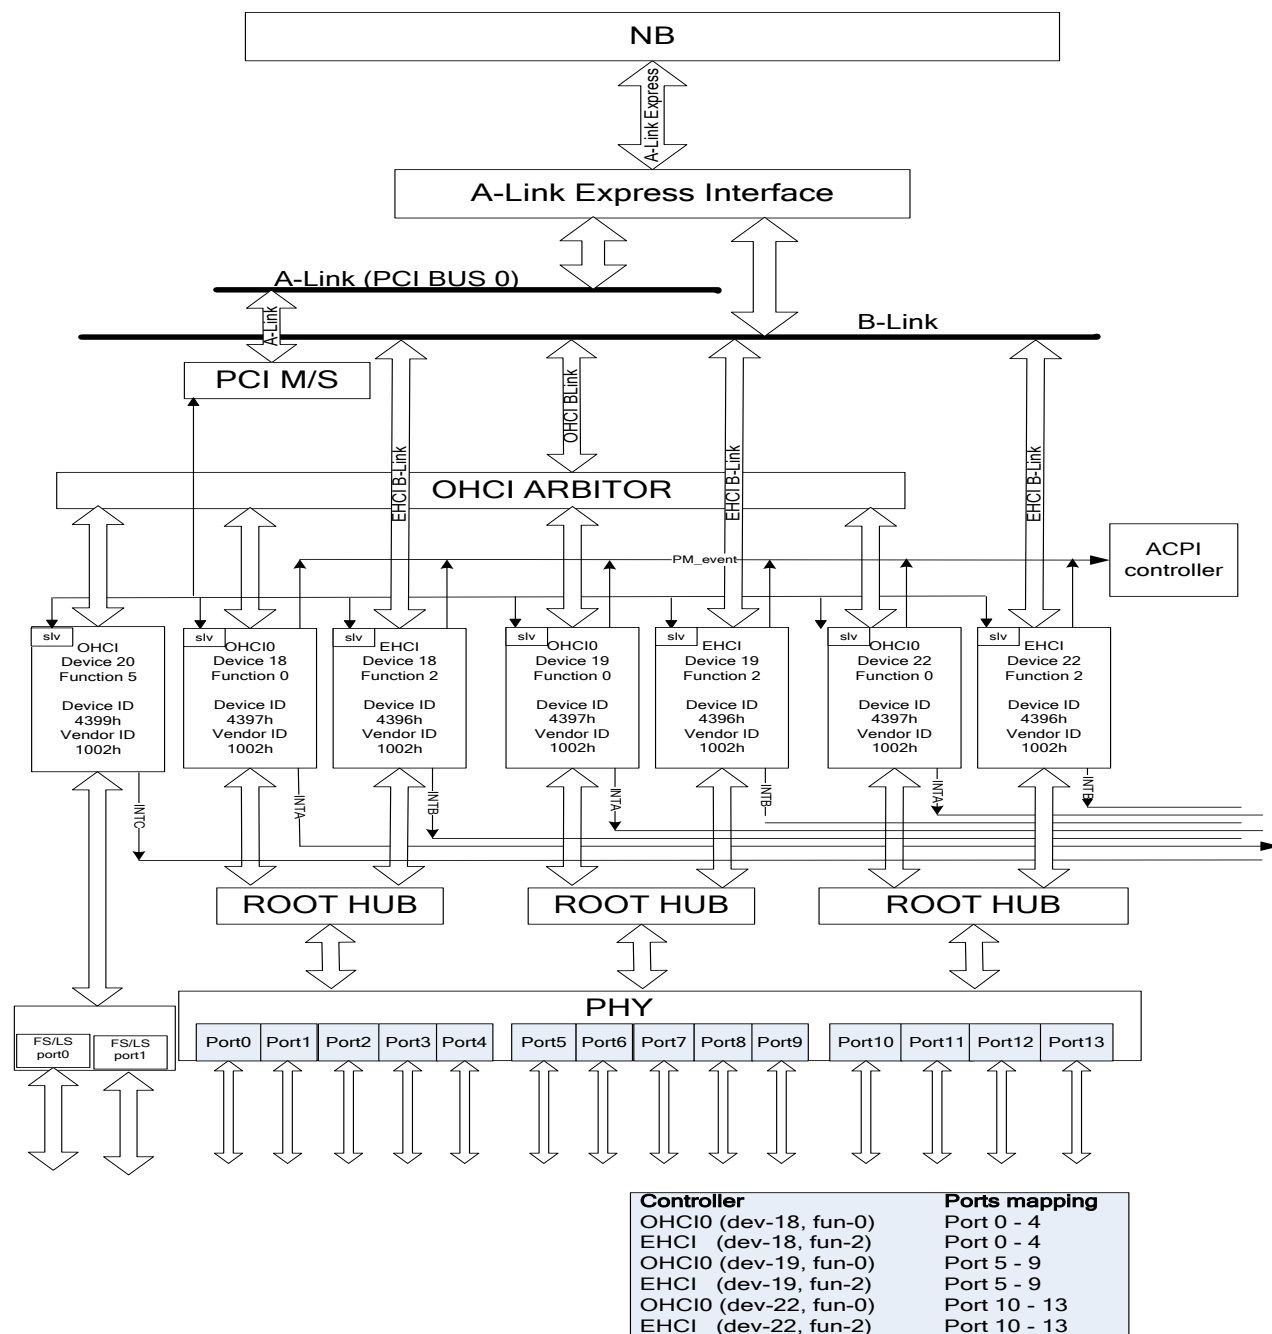 NB
A-Link Express
A-Link Express Interface
A-Link (PCI BUS 0)
B-Link
A-Link
PCI M/S
OHCI BLink
EHCI B-Link
EHCI B-Link
EHCI B-Link
OHCI ARBITOR
PM_event
ACPI
controller
slv
OHCI
Device 20
Function 5
Device ID
4399h
Vendor ID
1002h
slv
OHCI0
Device 18
Function 0
Device ID
4397h
Vendor ID
1002h
slv
EHCI
Device 18
Function 2
Device ID
4396h
Vendor ID
1002h
slv
OHCI0
Device 19
Function 0
Device ID
4397h
Vendor ID
1002h
slv
EHCI
Device 19
Function 2
Device ID
4396h
Vendor ID
1002h
slv
OHCI0
Device 22
Function 0
Device ID
4397h
Vendor ID
1002h
slv
EHCI
Device 22
Function 2
Device ID
4396h
Vendor ID
1002h
INTC
INTA
INTB
INTA
INTB
INTA
INTB
ROOT HUB
ROOT HUB
ROOT HUB
PHY
FS/LS
port0
FS/LS
port1
Port0 Port1 Port2 Port3 Port4 Port5 Port6 Port7 Port8 Port9 Port10 Port11 Port12 Port13
Controller Ports mapping
OHCI0 (dev-18, fun-0) Port 0 - 4
EHCI (dev-18, fun-2) Port 0 - 4
OHCI0 (dev-19, fun-0) Port 5 - 9
EHCI (dev-19, fun-2) Port 5 - 9
OHCI0 (dev-22, fun-0) Port 10 - 13
EHCI (dev-22, fun-2) Port 10 - 13